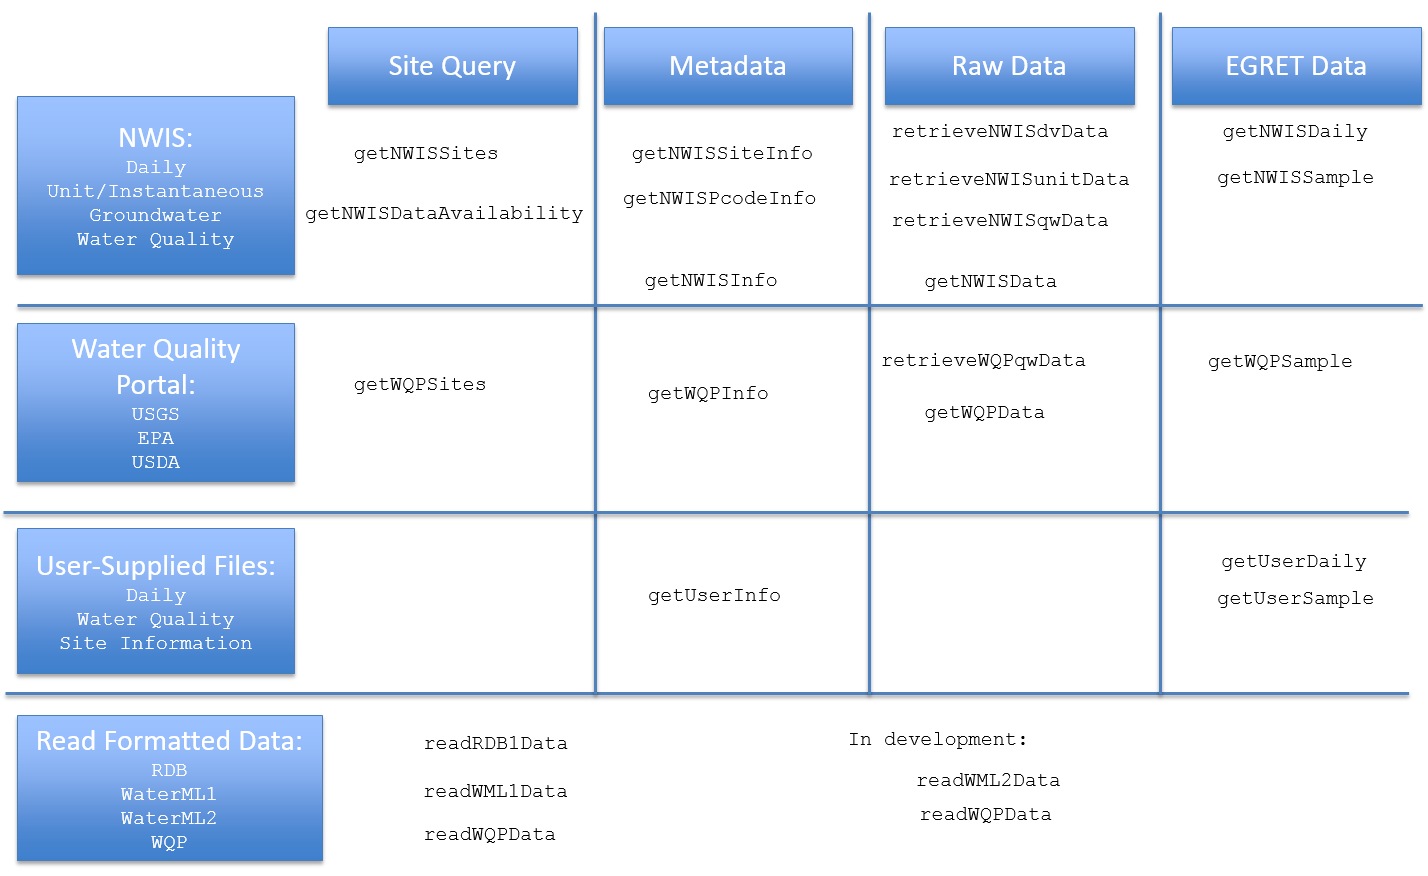 Site Query
Metadata
Raw Data
EGRET Data
NWIS:
Daily
Unit/Instantaneous
Groundwater
Water Quality
getNWISSites
getNWISDataAvailability
getNWISSiteInfo
getNWISPcodeInfo
getNWISInfo
retrieveNWISdvData
retrieveNWISunitData
retrieveNWISqwData
getNWISData
getNWISDaily
getNWISSample
Water Quality
Portal:
USGS
EPA
USDA
getWQPSites
getWQPInfo
retrieveWQPqwData
getWQPData
getWQPSample
User-Supplied Files:
Daily
Water Quality
Site Information
getUserInfo
getUserDaily
getUserSample
Read Formatted Data:
RDB
WaterML1
WaterML2
WQP
readRDB1Data
readWML1Data
readWQPData
In development:
readWML2Data
readWQPData